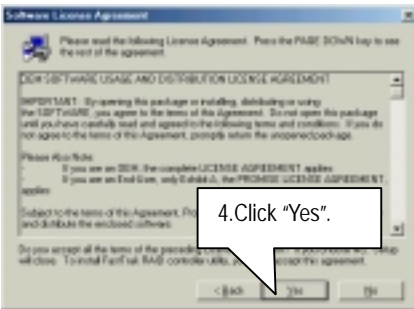 Software License Agreement
Please read the following License Agreement. Press the PAGE DOWN key to see
the rest of the agreement.
OEM SOFTWARE USAGE AND DISTRIBUTION LICENSE AGREEMENT
IMPORTANT: By opening this package or installing, distributing or using
the SOFTWARE, you agree to the terms of this Agreement. Do not open this package
until you have carefully read and agreed to the following terms and conditions. If you do
not agree to the terms of this Agreement, promptly return the unopened package.
Please Also Note:
- If you are an OEM, the complete LICENSE AGREEMENT applies
- If you are an End-User, only Exhibit A, the PROMISE LICENSE AGREEMENT,
applies
Subject to the terms of this Agreement,
and distribute the enclosed software
4.Click “Yes”.
Do you accept all the terms of the preceding Setup
will close. To install FastTrak RAID controller accept this agreement.
< Back
Yes
No